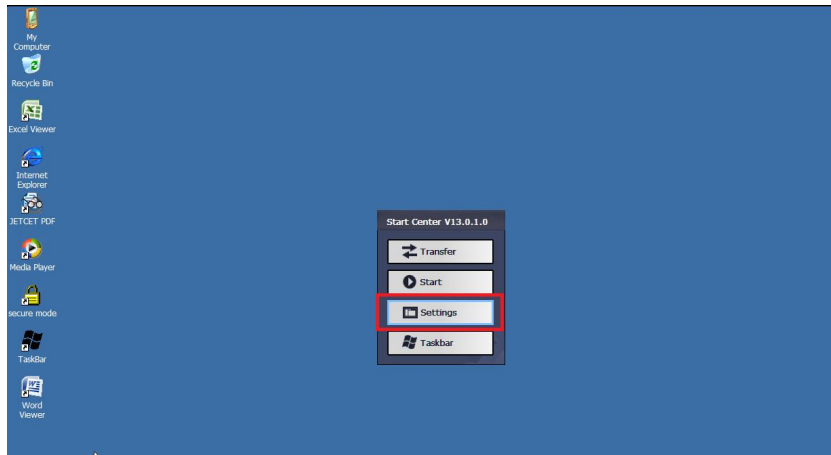 My
Computer
Recycle Bin
Excel Viewer
Internet
Explorer
JETCET PDF
Media Player
secure mode
TaskBar
Word
Viewer
Start Center V13.0.1.0
Transfer
Start
Settings
Taskbar